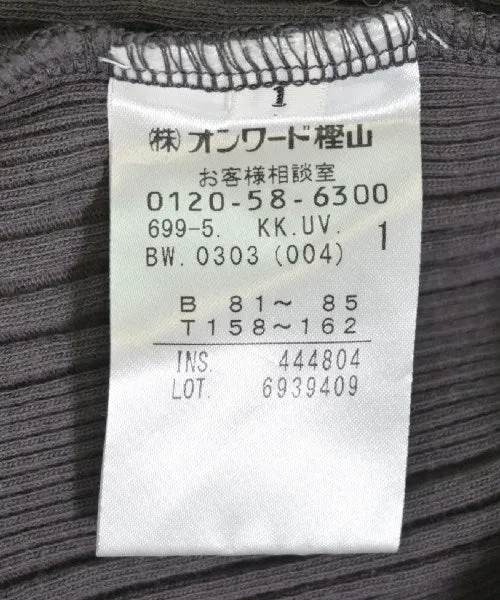 1
(株)オンワード樫山
お客様相談室
0120-58-6300
699-5. KK.UV. 1
BW. 0303 (004)
B 81〜 85
T158〜162
INS. 444804
LOT. 6939409